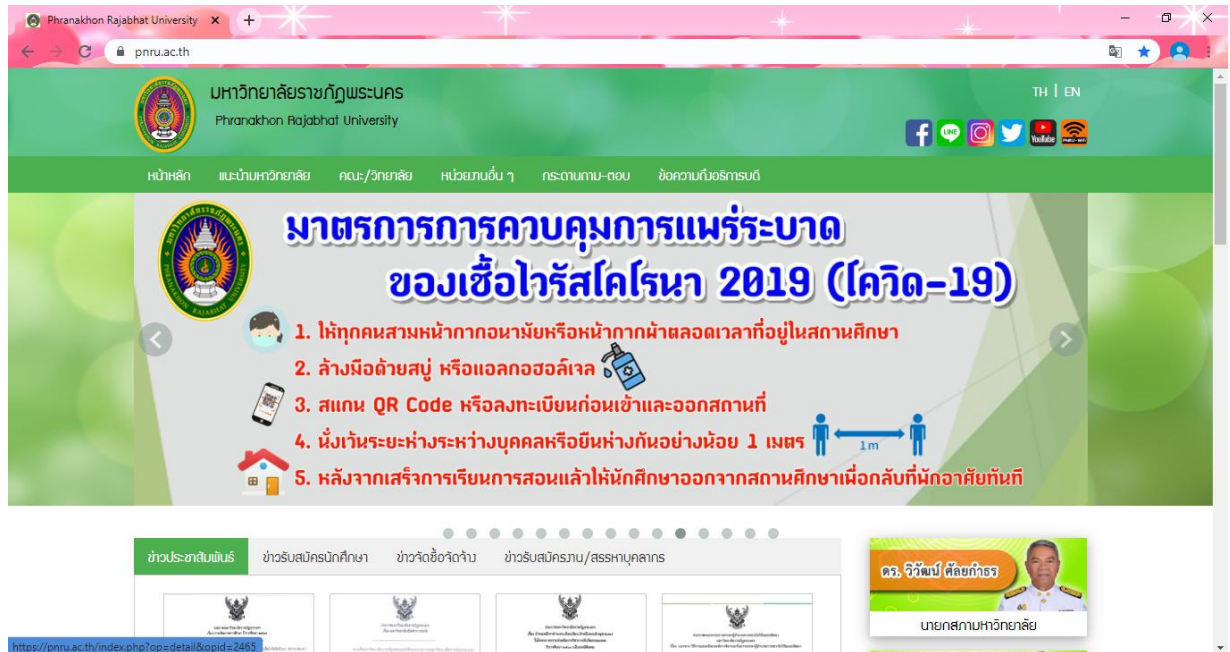 Phranakhon Rajabhat University
pnru.ac.th
มหาวิทยาลัยราชภัฏพระนคร
Phranakhon Rajabhat University
TH | EN
LINE
YouTube
หน้าหลัก แนะนำมหาวิทยาลัย คณะ/วิทยาลัย หน่วยงานอื่น ๆ กระดานถาม-ตอบ ข้อความถึงอธิการบดี
มาตรการการควบคุมการแพร่ระบาด
ของเชื้อไวรัสโคโรนา 2019 (โควิด-19)
1. ให้ทุกคนสามหน้ากากอนามัยหรือหน้ากากผ้าตลอดเวลาที่อยู่ในสถานศึกษา
2. ล้างมือด้วยสบู่ หรือแอลกอฮอล์เจล
3. สแกน QR Code หรือลงทะเบียนก่อนเข้าและออกสถานที่
4. นั่งเว้นระยะห่างระหว่างบุคคลหรือยืนห่างกันอย่างน้อย 1 เมตร
1m
5. หลังจากเสร็จการเรียนการสอนแล้วให้นักศึกษาออกจากสถานศึกษาเพื่อกลับที่พักอาศัยทันที
ข่าวประชาสัมพันธ์ ข่าวรับสมัครนักศึกษา ข่าวจัดซื้อจัดจ้าง ข่าวรับสมัครงาน/สรรหาบุคลากร
ดร. วิวัฒน์ ศัลยกำธร
นายกสภามหาวิทยาลัย
https://pnru.ac.th/index.php?op=detail&opid=2465